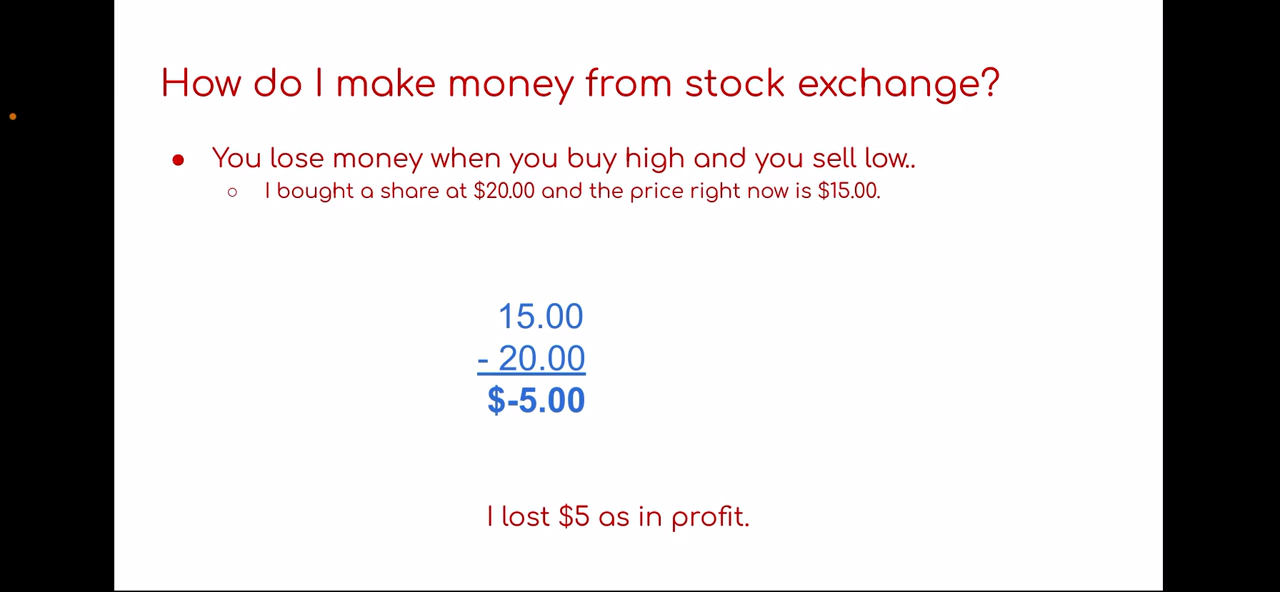 How do I make money from stock exchange?
● You lose money when you buy high and you sell low..
○ I bought a share at $20.00 and the price right now is $15.00.
15.00
- 20.00
$-5.00
I lost $5 as in profit.